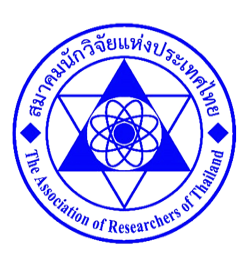 สมาคมนักวิจัยแห่งประเทศไทย
The Association of Researchers of Thailand